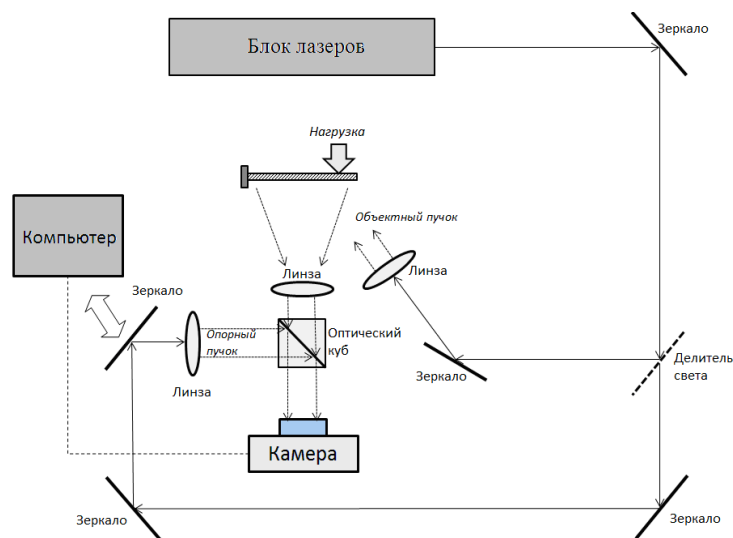 Блок лазеров
Зеркало
Нагрузка
Компьютер
Объектный пучок
Линза
Линза
Зеркало
Опорный
пучок
Оптический
куб
Линза
Зеркало
Делитель
света
Камера
Зеркало
Зеркало